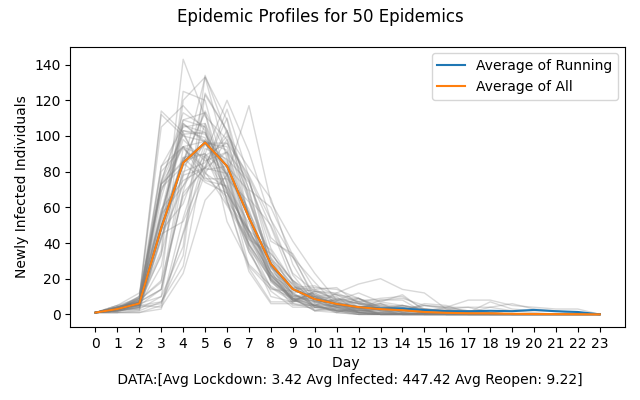 Epidemic Profiles for 50 Epidemics
Average of Running
Average of All
Newly Infected Individuals
140
120
100
80
60
40
20
0
0 1 2 3 4 5 6 7 8 9 10 11 12 13 14 15 16 17 18 19 20 21 22 23
Day
DATA:[Avg Lockdown: 3.42 Avg Infected: 447.42 Avg Reopen: 9.22]